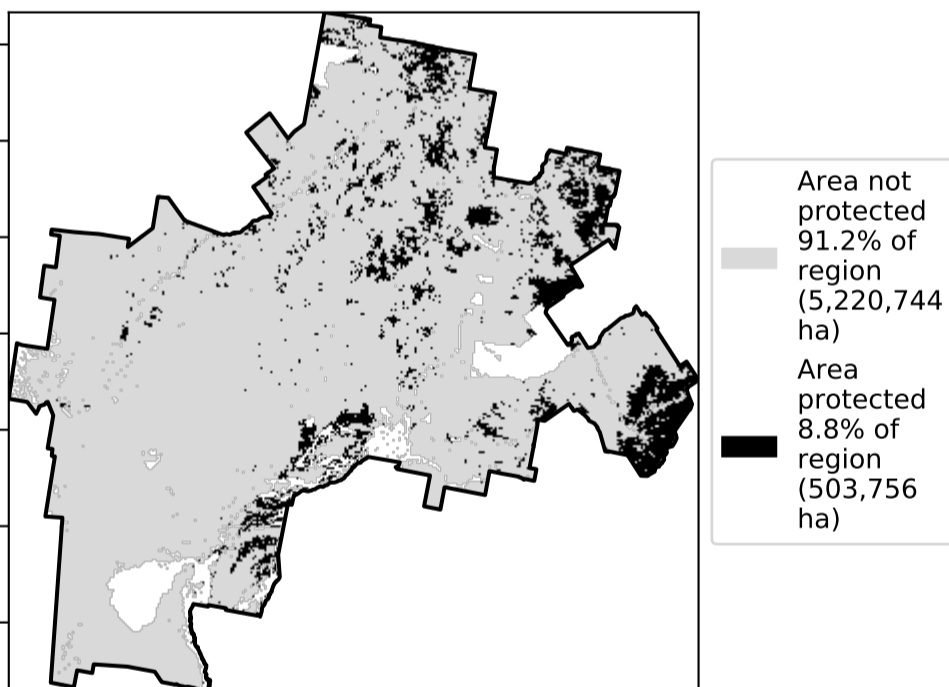 Area not
protected
91.2% of
region
(5,220,744
ha)
Area
protected
8.8% of
region
(503,756
ha)